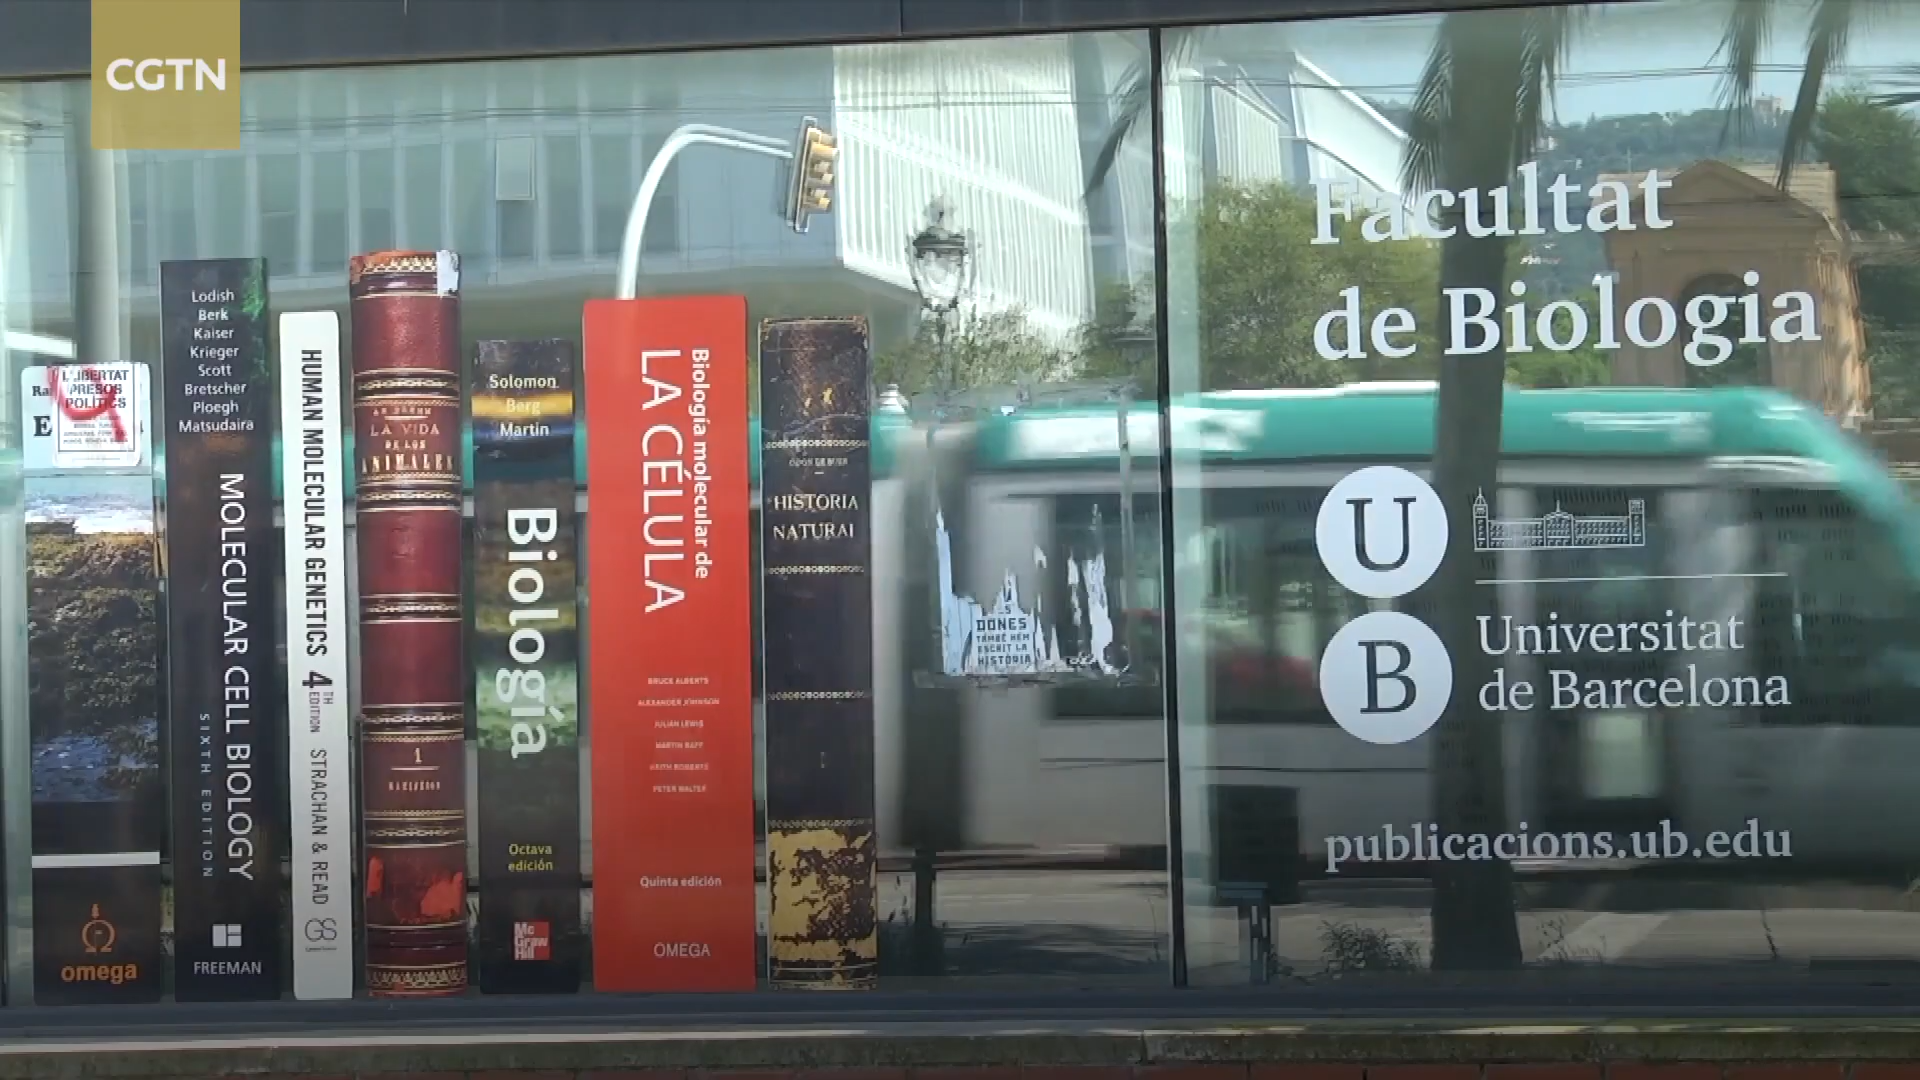 CGTN
LLIBERTAT
PRESOS
POLÍTICS
omega
Lodish
Berk
Kaiser
Krieger
Scott
Bretscher
Ploegh
Matsudaira
MOLECULAR CELL BIOLOGY
SIXTH EDITION
FREEMAN
HUMAN MOLECULAR GENETICS 4TH EDITION STRACHAN & READ
GS
LA VIDA
DE LOS
ANIMALES
1
Solomon
Berg
Martin
Biología
Octava
edición
Mc
Graw
Hill
Biología molecular de
LA CÉLULA
BRUCE ALBERTS
ALEXANDER JOHNSON
JULIAN LEWIS
MARTIN RAFF
KEITH ROBERTS
PETER WALTER
Quinta edición
OMEGA
HISTORIA
NATURAL
DONES
TAMBÉ HEM
ESCRIT LA
HISTÒRIA
Facultat
de Biologia
U
B
Universitat
de Barcelona
publicacions.ub.edu